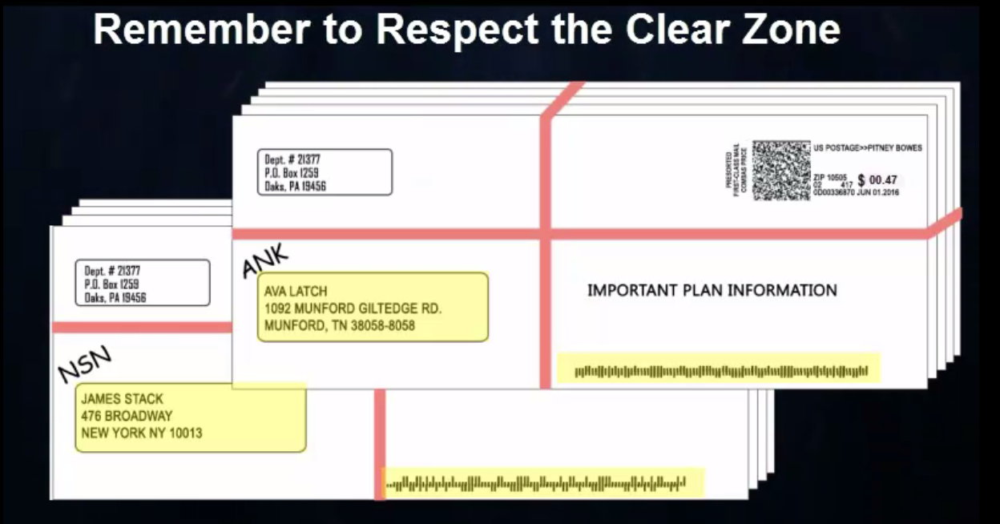 Remember to Respect the Clear Zone
Dept. # 21377
P.O. Box 1259
Oaks, PA 19456
PRESORTED
FIRST-CLASS MAIL
COMBAS PRICE
US POSTAGE>>PITNEY BOWES
ZIP 10505
02 417 $ 00.47
0D00336870 JUN 01.2016
ANK
AVA LATCH
1092 MUNFORD GILTEDGE RD.
MUNFORD, TN 38058-8058
IMPORTANT PLAN INFORMATION
Dept. # 21377
P.O. Box 1259
Oaks, PA 19456
NSN
JAMES STACK
476 BROADWAY
NEW YORK NY 10013